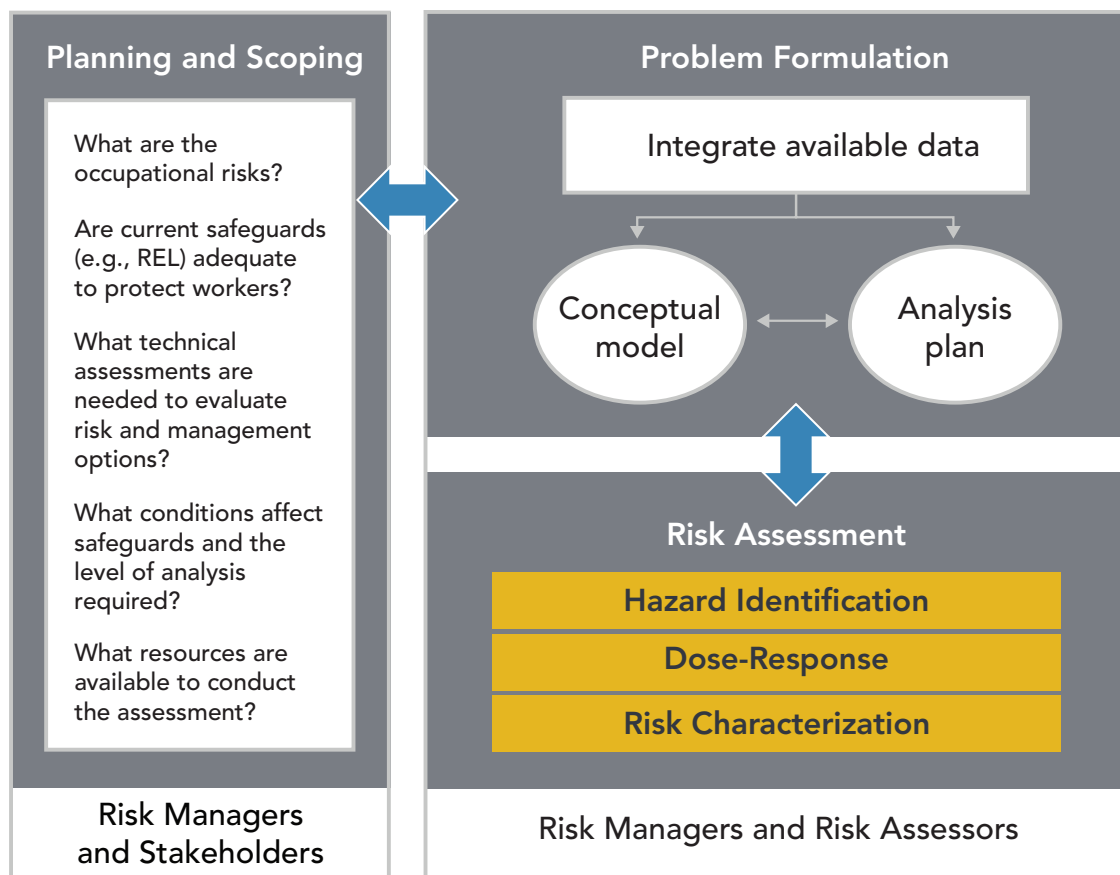 Planning and Scoping
What are the
occupational risks?
Are current safeguards
(e.g., REL) adequate
to protect workers?
What technical
assessments are
needed to evaluate
risk and management
options?
What conditions affect
safeguards and the
level of analysis
required?
What resources are
available to conduct
the assessment?
Risk Managers
and Stakeholders
Problem Formulation
Integrate available data
Conceptual
model
Analysis
plan
Risk Assessment
Hazard Identification
Dose-Response
Risk Characterization
Risk Managers and Risk Assessors